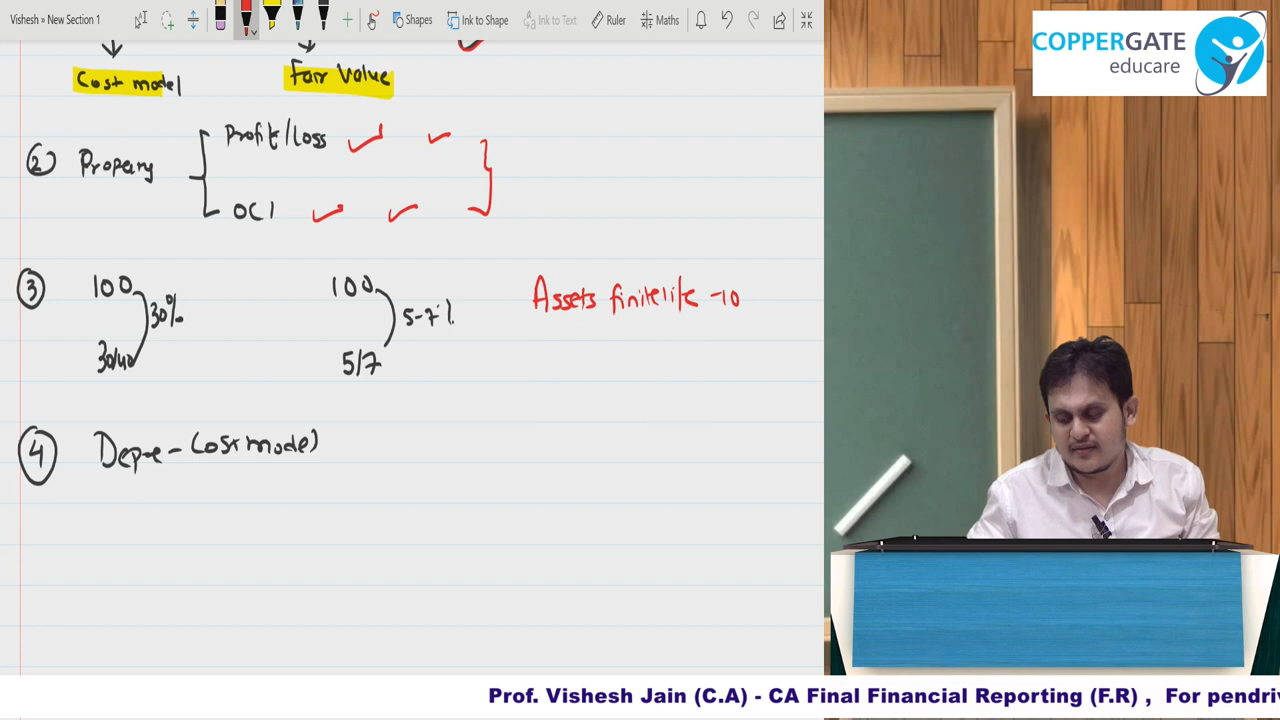 Vishesh » New Section 1
Shapes
Ink to Shape
Ink to Text
Ruler
Maths
COPPERGATE
educare
Cost model
Fair Value
② Property
Profit/Loss
OCI
③ 100 30% 30/40
100 5-7% 5/7
Assets finite life - 10
④ Depre - Cost model
Prof. Vishesh Jain (C.A) - CA Final Financial Reporting (F.R) , For pendriv